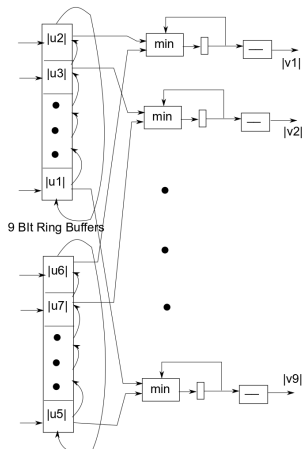 |u2|
|u3|
|u1|
9 BIt Ring Buffers
|u6|
|u7|
|u5|
min
|v1|
min
|v2|
min
|v9|